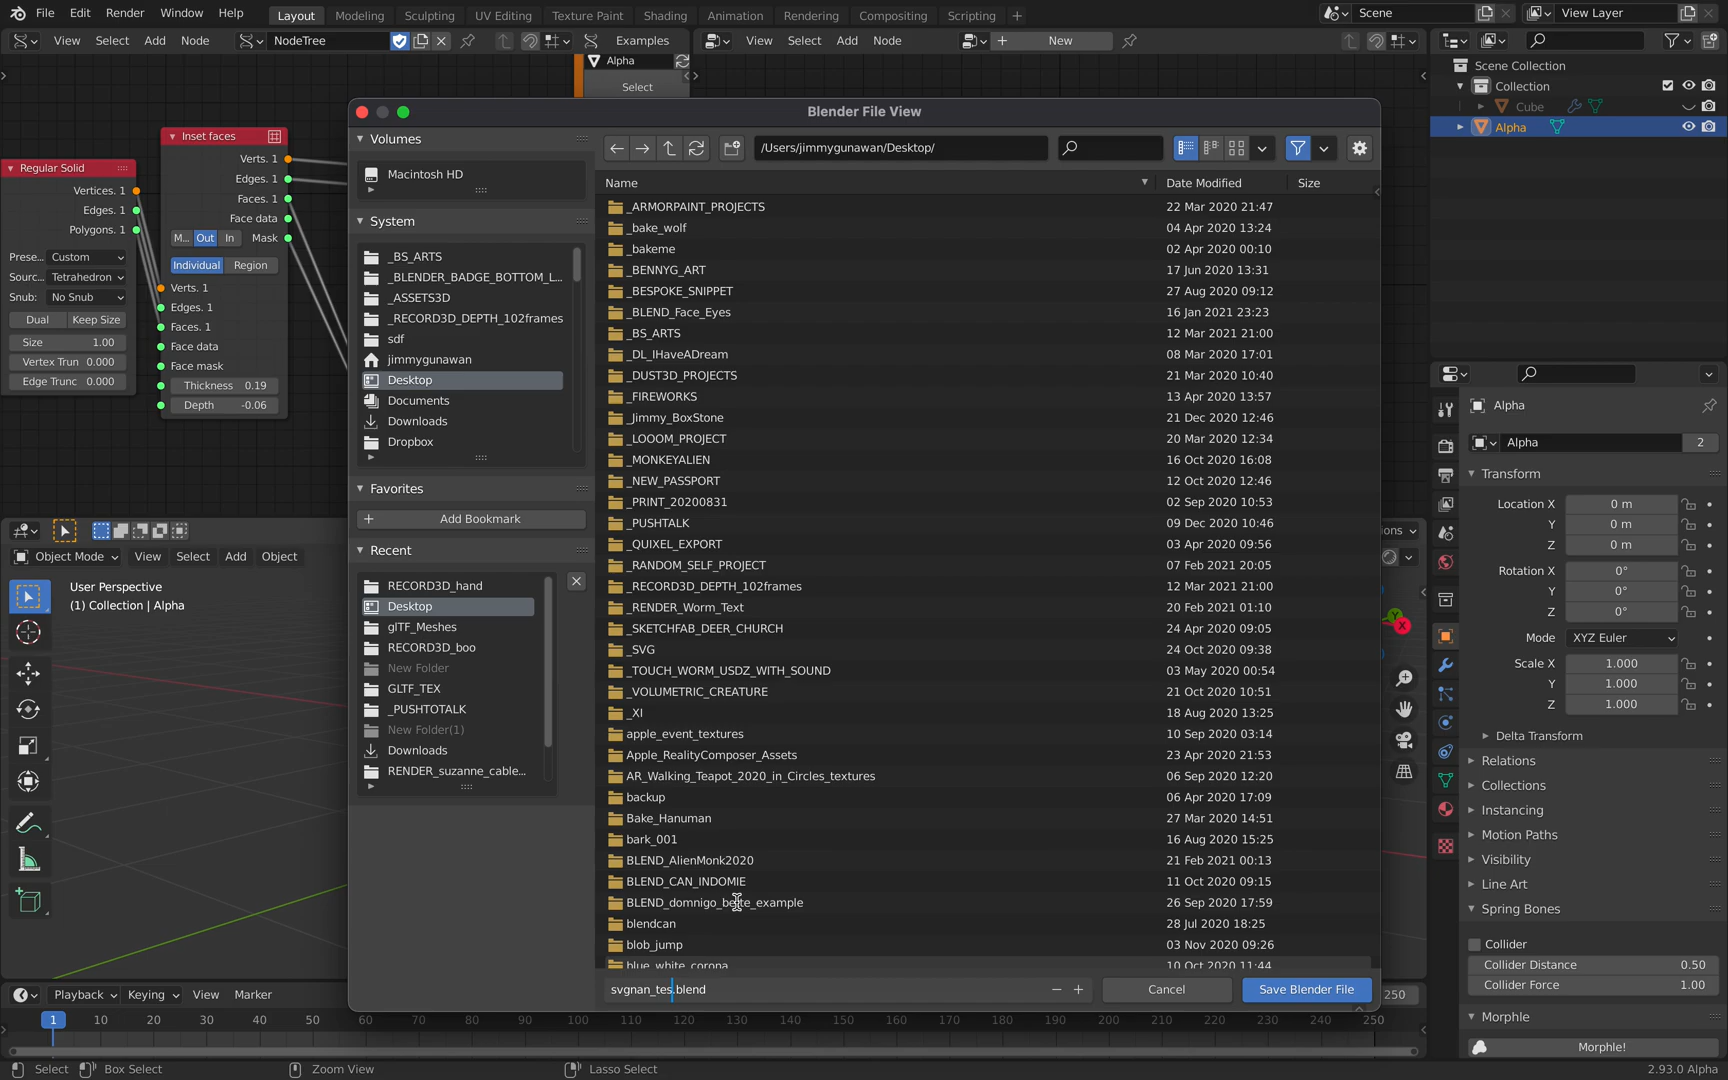 File Edit Render Window Help Layout Modeling Sculpting UV Editing Texture Paint Shading Animation Rendering Compositing Scripting Scene View Layer
View Select Add Node NodeTree Examples View Select Add Node New
Alpha
Select
Scene Collection
Collection
Cube
Alpha
Inset faces
Verts. 1
Edges. 1
Faces. 1
Face data
M... Out In Mask
Individual Region
Verts. 1
Edges. 1
Faces. 1
Face data
Face mask
Thickness 0.19
Depth -0.06
Regular Solid
Vertices. 1
Edges. 1
Polygons. 1
Prese... Custom
Sourc... Tetrahedron
Snub: No Snub
Dual Keep Size
Size 1.00
Vertex Trun 0.000
Edge Trunc 0.000
Blender File View
Volumes
Macintosh HD
System
_BS_ARTS
_BLENDER_BADGE_BOTTOM_L...
_ASSETS3D
_RECORD3D_DEPTH_102frames
sdf
jimmygunawan
Desktop
Documents
Downloads
Dropbox
Favorites
Add Bookmark
Recent
RECORD3D_hand
Desktop
glTF_Meshes
RECORD3D_boo
New Folder
GLTF_TEX
_PUSHTOTALK
New Folder(1)
Downloads
RENDER_suzanne_cable...
/Users/jimmygunawan/Desktop/
Name Date Modified Size
_ARMORPAINT_PROJECTS 22 Mar 2020 21:47
_bake_wolf 04 Apr 2020 13:24
_bakeme 02 Apr 2020 00:10
_BENNYG_ART 17 Jun 2020 13:31
_BESPOKE_SNIPPET 27 Aug 2020 09:12
_BLEND_Face_Eyes 16 Jan 2021 23:23
_BS_ARTS 12 Mar 2021 21:00
_DL_IHaveADream 08 Mar 2020 17:01
_DUST3D_PROJECTS 21 Mar 2020 10:40
_FIREWORKS 13 Apr 2020 13:57
_Jimmy_BoxStone 21 Dec 2020 12:46
_LOOOM_PROJECT 20 Mar 2020 12:34
_MONKEYALIEN 16 Oct 2020 16:08
_NEW_PASSPORT 12 Oct 2020 12:46
_PRINT_20200831 02 Sep 2020 10:53
_PUSHTALK 09 Dec 2020 10:46
_QUIXEL_EXPORT 03 Apr 2020 09:56
_RANDOM_SELF_PROJECT 07 Feb 2021 20:05
_RECORD3D_DEPTH_102frames 12 Mar 2021 21:00
_RENDER_Worm_Text 20 Feb 2021 01:10
_SKETCHFAB_DEER_CHURCH 24 Apr 2020 09:05
_SVG 24 Oct 2020 09:38
_TOUCH_WORM_USDZ_WITH_SOUND 03 May 2020 00:54
_VOLUMETRIC_CREATURE 21 Oct 2020 10:51
_XI 18 Aug 2020 13:25
apple_event_textures 10 Sep 2020 03:14
Apple_RealityComposer_Assets 23 Apr 2020 21:53
AR_Walking_Teapot_2020_in_Circles_textures 06 Sep 2020 12:20
backup 06 Apr 2020 17:09
Bake_Hanuman 27 Mar 2020 14:51
bark_001 16 Aug 2020 15:25
BLEND_AlienMonk2020 21 Feb 2021 00:13
BLEND_CAN_INDOMIE 11 Oct 2020 09:15
BLEND_domnigo_be te_example 26 Sep 2020 17:59
blendcan 28 Jul 2020 18:25
blob_jump 03 Nov 2020 09:26
blue_white_corona 10 Oct 2020 11:44
svgnan_tes.blend Cancel Save Blender File
Alpha
Alpha 2
Transform
Location X 0 m
Y 0 m
Z 0 m
Rotation X 0°
Y 0°
Z 0°
Mode XYZ Euler
Scale X 1.000
Y 1.000
Z 1.000
Delta Transform
Relations
Collections
Instancing
Motion Paths
Visibility
Line Art
Spring Bones
Collider
Collider Distance 0.50
Collider Force 1.00
Morphle
Morphle!
ons
Y
X
Object Mode View Select Add Object
User Perspective
(1) Collection | Alpha
Playback Keying View Marker 250
1 10 20 30 40 50 60 70 80 90 100 110 120 130 140 150 160 170 180 190 200 210 220 230 240 250
Select Box Select Zoom View Lasso Select 2.93.0 Alpha